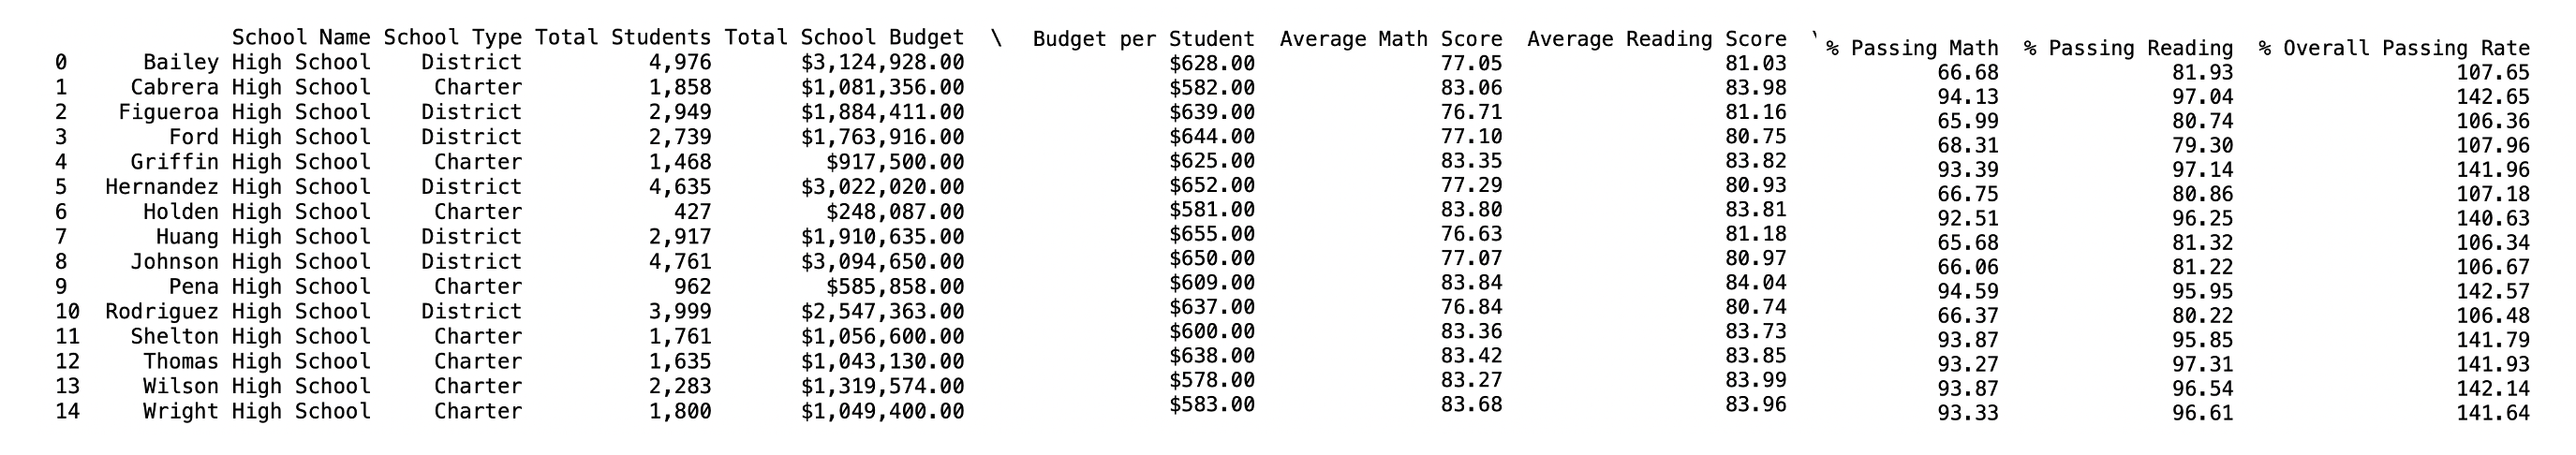 School Name School Type Total Students Total School Budget \ Budget per Student Average Math Score Average Reading Score \ % Passing Math % Passing Reading % Overall Passing Rate
0 Bailey High School District 4,976 $3,124,928.00 $628.00 77.05 81.03 66.68 81.93 107.65
1 Cabrera High School Charter 1,858 $1,081,356.00 $582.00 83.06 83.98 94.13 97.04 142.65
2 Figueroa High School District 2,949 $1,884,411.00 $639.00 76.71 81.16 65.99 80.74 106.36
3 Ford High School District 2,739 $1,763,916.00 $644.00 77.10 80.75 68.31 79.30 107.96
4 Griffin High School Charter 1,468 $917,500.00 $625.00 83.35 83.82 93.39 97.14 141.96
5 Hernandez High School District 4,635 $3,022,020.00 $652.00 77.29 80.93 66.75 80.86 107.18
6 Holden High School Charter 427 $248,087.00 $581.00 83.80 83.81 92.51 96.25 140.63
7 Huang High School District 2,917 $1,910,635.00 $655.00 76.63 81.18 65.68 81.32 106.34
8 Johnson High School District 4,761 $3,094,650.00 $650.00 77.07 80.97 66.06 81.22 106.67
9 Pena High School Charter 962 $585,858.00 $609.00 83.84 84.04 94.59 95.95 142.57
10 Rodriguez High School District 3,999 $2,547,363.00 $637.00 76.84 80.74 66.37 80.22 106.48
11 Shelton High School Charter 1,761 $1,056,600.00 $600.00 83.36 83.73 93.87 95.85 141.79
12 Thomas High School Charter 1,635 $1,043,130.00 $638.00 83.42 83.85 93.27 97.31 141.93
13 Wilson High School Charter 2,283 $1,319,574.00 $578.00 83.27 83.99 93.87 96.54 142.14
14 Wright High School Charter 1,800 $1,049,400.00 $583.00 83.68 83.96 93.33 96.61 141.64